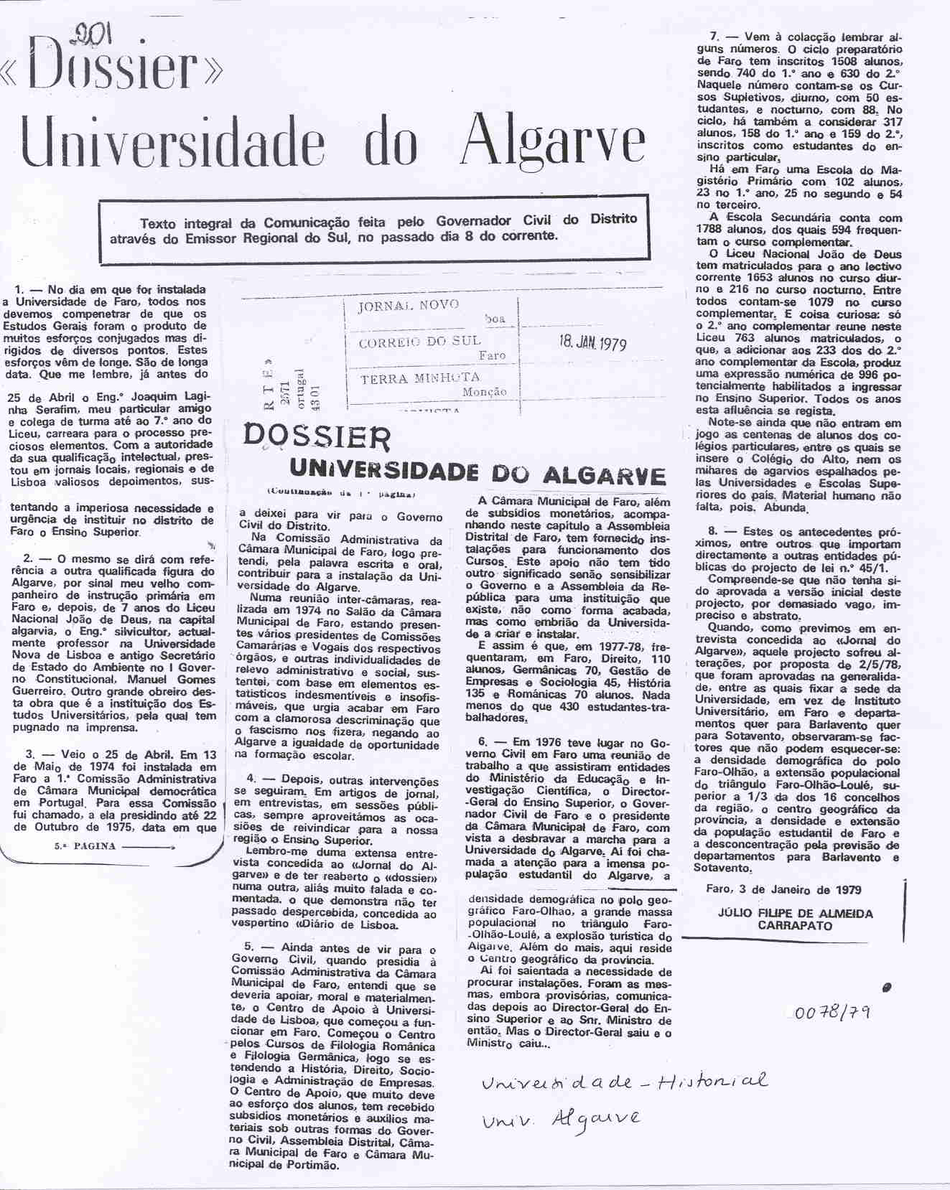 201
«Dossier»
Universidade do Algarve
Texto integral da Comunicação feita pelo Governador Civil do Distrito
através do Emissor Regional do Sul, no passado dia 8 do corrente.
1. — No dia em que for instalada
a Universidade de Faro, todos nos
devemos compenetrar de que os
Estudos Gerais foram o produto de
muitos esforços conjugados mas di-
rigidos de diversos pontos. Estes
esforços vêm de longe. São de longa
data. Que me lembre, já antes do
25 de Abril o Eng.º Joaquim Lagi-
nha Serafim, meu particular amigo
e colega de turma até ao 7.º ano do
Liceu, carreara para o processo pre-
ciosos elementos. Com a autoridade
da sua qualificação intelectual, pres-
tou em jornais locais, regionais e de
Lisboa valiosos depoimentos, sus-
tentando a imperiosa necessidade e
urgência de instituir no distrito de
Faro o Ensino Superior.
2. — O mesmo se dirá com refe-
rência a outra qualificada figura do
Algarve, por sinal meu velho com-
panheiro de instrução primária em
Faro e, depois, de 7 anos do Liceu
Nacional João de Deus, na capital
algarvia, o Eng.º silvicultor, actual-
mente professor na Universidade
Nova de Lisboa e antigo Secretário
de Estado do Ambiente no I Gover-
no Constitucional, Manuel Gomes
Guerreiro. Outro grande obreiro des-
ta obra que é a instituição dos Es-
tudos Universitários, pela qual tem
pugnado na imprensa.
3. — Veio o 25 de Abril. Em 13
de Maio de 1974 foi instalada em
Faro a 1.ª Comissão Administrativa
de Câmara Municipal democrática
em Portugal. Para essa Comissão
fui chamado, a ela presidindo até 22
de Outubro de 1975, data em que
5.ª PAGINA
JORNAL NOVO
boa
CORREIO DO SUL
Faro
TERRA MINHOTA
Monção
18. JAN. 1979
R T E
2571
ortugal
43 01
DOSSIER
UNIVERSIDADE DO ALGARVE
(Continuação da 1.ª página)
a deixei para vir para o Governo
Civil do Distrito.
Na Comissão Administrativa da
Câmara Municipal de Faro, logo pre-
tendi, pela palavra escrita e oral,
contribuir para a instalação da Uni-
versidade do Algarve.
Numa reunião inter-câmaras, rea-
lizada em 1974 no Salão da Câmara
Municipal de Faro, estando presen-
tes vários presidentes de Comissões
Camarárias e Vogais dos respectivos
órgãos, e outras individualidades de
relevo administrativo e social, sus-
tentei, com base em elementos es-
tatísticos indesmentíveis e insofis-
máveis, que urgia acabar em Faro
com a clamorosa descriminação que
o fascismo nos fizera, negando ao
Algarve a igualdade de oportunidade
na formação escolar.
4. — Depois, outras intervenções
se seguiram. Em artigos de jornal,
em entrevistas, em sessões públi-
cas, sempre aproveitámos as oca-
siões de reivindicar para a nossa
região o Ensino Superior.
Lembro-me duma extensa entre-
vista concedida ao «Jornal do Al-
garve» e de ter reaberto o «dossier»
numa outra, aliás muito falada e co-
mentada. o que demonstra não ter
passado despercebida, concedida ao
vespertino «Diário de Lisboa.
5. — Ainda antes de vir para o
Governo Civil, quando presidia à
Comissão Administrativa da Câmara
Municipal de Faro, entendi que se
deveria apoiar, moral e materialmen-
te, o Centro de Apoio à Universi-
dade de Lisboa, que começou a fun-
cionar em Faro. Começou o Centro
pelos Cursos de Filologia Românica
e Filologia Germânica, logo se es-
tendendo a História, Direito, Socio-
logia e Administração de Empresas.
O Centro de Apoio, que muito deve
ao esforço dos alunos, tem recebido
subsídios monetários e auxílios ma-
teriais sob outras formas do Gover-
no Civil, Assembleia Distrital, Câma-
ra Municipal de Faro e Câmara Mu-
nicipal de Portimão.
A Câmara Municipal de Faro, além
de subsídios monetários, acompa-
nhando neste capítulo a Assembleia
Distrital de Faro, tem fornecido ins-
talações para funcionamento dos
Cursos. Este apoio não tem tido
outro significado senão sensibilizar
o Governo e a Assembleia da Re-
pública para uma instituição que
existe, não como forma acabada,
mas como embrião da Universida-
de a criar e instalar.
E assim é que, em 1977-78, fre-
quentaram, em Faro, Direito, 110
alunos, Germânicas 70, Gestão de
Empresas e Sociologia 45, História
135 e Românicas 70 alunos. Nada
menos do que 430 estudantes-tra-
balhadores.
6. — Em 1976 teve lugar no Go-
verno Civil em Faro uma reunião de
trabalho a que assistiram entidades
do Ministério da Educação e In-
vestigação Científica, o Director-
-Geral do Ensino Superior, o Gover-
nador Civil de Faro e o presidente
da Câmara Municipal de Faro, com
vista a desbravar a marcha para a
Universidade do Algarve. Aí foi cha-
mada a atenção para a imensa po-
pulação estudantil do Algarve, a
densidade demográfica no polo geo-
gráfico Faro-Olhão, a grande massa
populacional no triângulo Faro-
-Olhão-Loulé, a explosão turística do
Algarve. Além do mais, aqui reside
o Centro geográfico da província.
Aí foi saientada a necessidade de
procurar instalações. Foram as mes-
mas, embora provisórias, comunica-
das depois ao Director-Geral do En-
sino Superior e ao Snr. Ministro de
então. Mas o Director-Geral saiu e o
Ministro caiu...
7. — Vem à colacção lembrar al-
guns números. O ciclo preparatório
de Faro tem inscritos 1508 alunos,
sendo 740 do 1.º ano e 630 do 2.º
Naquele número contam-se os Cur-
sos Supletivos, diurno, com 50 es-
tudantes, e nocturno, com 88. No
ciclo, há também a considerar 317
alunos, 158 do 1.º ano e 159 do 2.º,
inscritos como estudantes do en-
sino particular.
Há em Faro uma Escola do Ma-
gistério Primário com 102 alunos,
23 no 1.º ano, 25 no segundo e 54
no terceiro.
A Escola Secundária conta com
1788 alunos, dos quais 594 frequen-
tam o curso complementar.
O Liceu Nacional João de Deus
tem matriculados para o ano lectivo
corrente 1653 alunos no curso diur-
no e 216 no curso nocturno. Entre
todos contam-se 1079 no curso
complementar. E coisa curiosa: só
o 2.º ano complementar reune neste
Liceu 763 alunos matriculados, o
que, a adicionar aos 233 dos do 2.º
ano complementar da Escola, produz
uma expressão numérica de 996 po-
tencialmente habilitados a ingressar
no Ensino Superior. Todos os anos
esta afluência se regista.
Note-se ainda que não entram em
jogo as centenas de alunos dos co-
légios particulares, entre os quais se
insere o Colégio do Alto, nem os
mihares de agarvios espalhados pe-
las Universidades e Escolas Supe-
riores do país. Material humano não
falta, pois. Abunda.
8. — Estes os antecedentes pró-
ximos, entre outros que importam
directamente a outras entidades pú-
blicas do projecto de lei n.º 45/1.
Compreende-se que não tenha si-
do aprovada a versão inicial deste
projecto, por demasiado vago, im-
preciso e abstrato.
Quando, como previmos em en-
trevista concedida ao «Jornal do
Algarve», aquele projecto sofreu al-
terações, por proposta de 2/5/78,
que foram aprovadas na generalida-
de, entre as quais fixar a sede da
Universidade, em vez de Instituto
Universitário, em Faro e departa-
mentos quer para Barlavento quer
para Sotavento, observaram-se fac-
tores que não podem esquecer-se:
a densidade demográfica do polo
Faro-Olhão, a extensão populacional
do triângulo Faro-Olhão-Loulé, su-
perior a 1/3 da dos 16 concelhos
da região, o centro geográfico da
província, a densidade e extensão
da população estudantil de Faro e
a desconcentração pela previsão de
departamentos para Barlavento e
Sotavento.
Faro, 3 de Janeiro de 1979
JÚLIO FILIPE DE ALMEIDA
CARRAPATO
0078/79
Universidade - Historial
Univ. Algarve